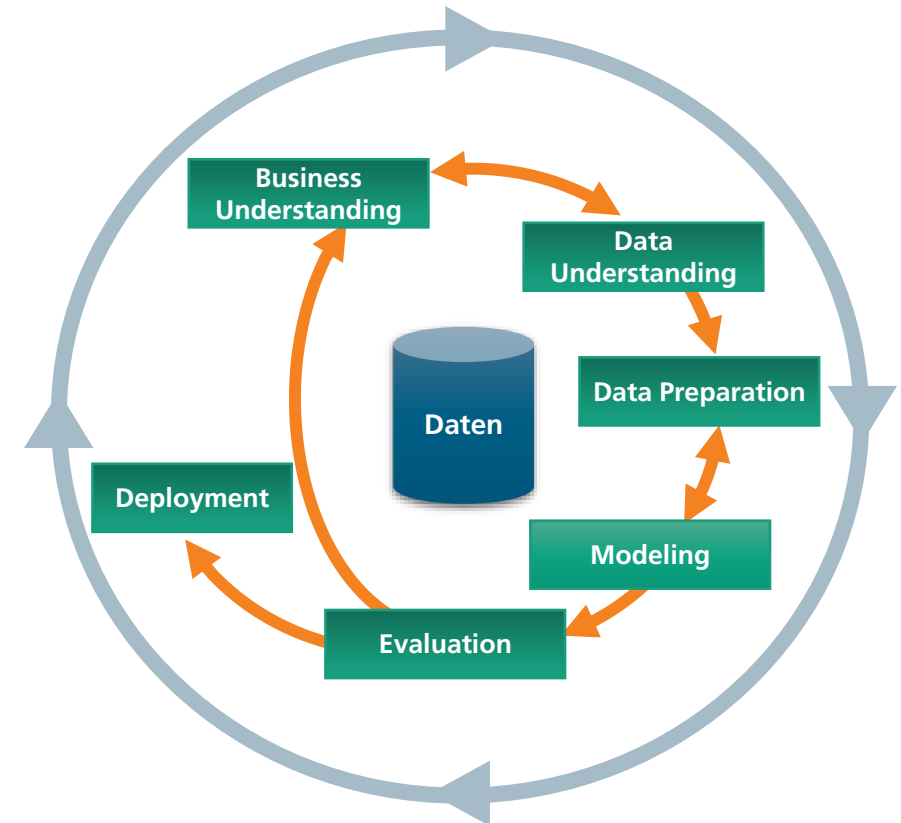 Business
Understanding
Data
Understanding
Data Preparation
Daten
Deployment
Modeling
Evaluation